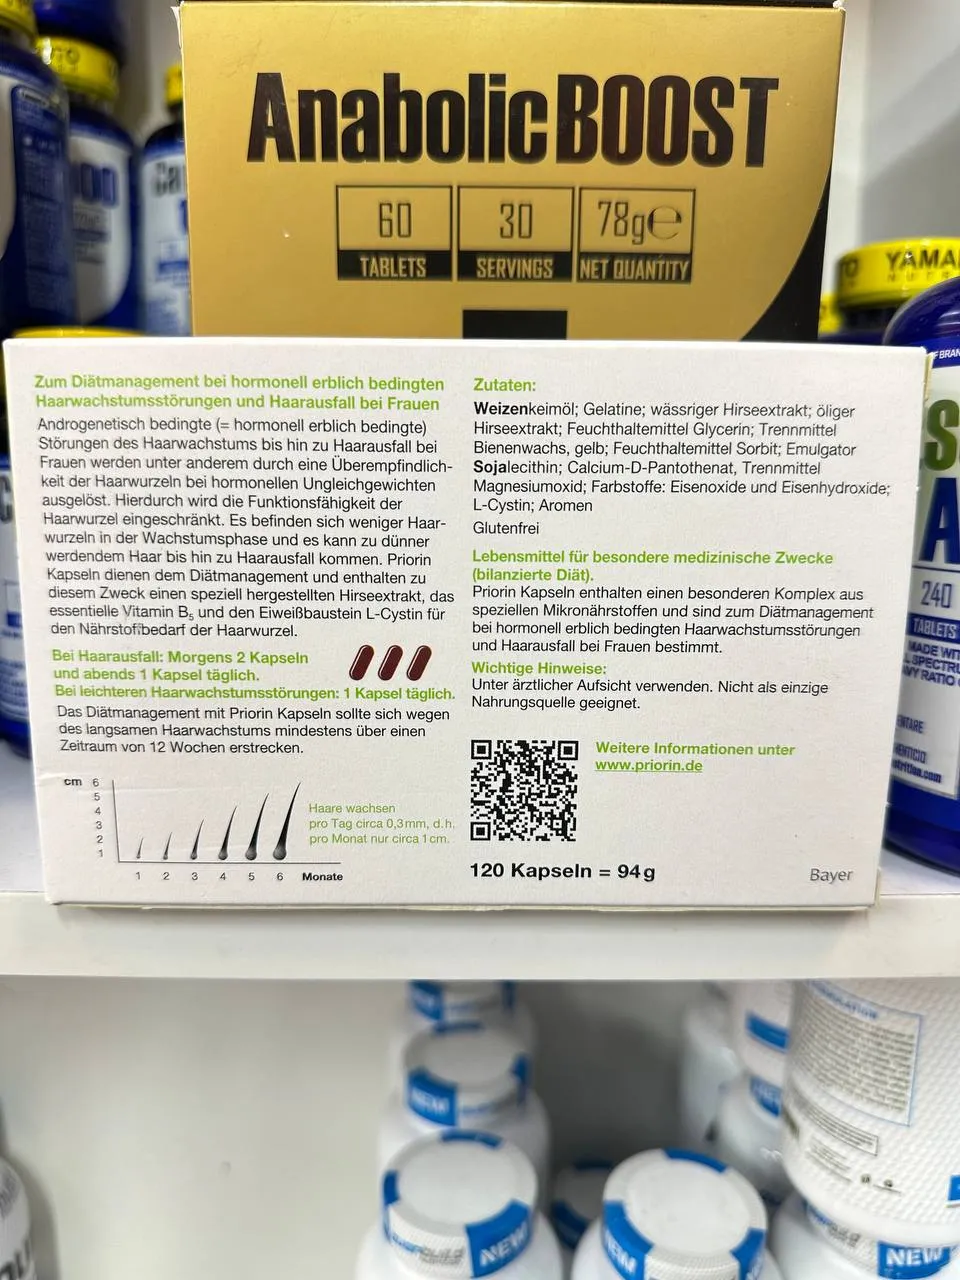 AnabolicBOOST
60
TABLETS
30
SERVINGS
78g℮
NET QUANTITY
YAMA
Zum Diätmanagement bei hormonell erblich bedingten
Haarwachstumsstörungen und Haarausfall bei Frauen
Androgenetisch bedingte (= hormonell erblich bedingte)
Störungen des Haarwachstums bis hin zu Haarausfall bei
Frauen werden unter anderem durch eine Überempfindlich-
keit der Haarwurzeln bei hormonellen Ungleichgewichten
ausgelöst. Hierdurch wird die Funktionsfähigkeit der
Haarwurzel eingeschränkt. Es befinden sich weniger Haar-
wurzeln in der Wachstumsphase und es kann zu dünner
werdendem Haar bis hin zu Haarausfall kommen. Priorin
Kapseln dienen dem Diätmanagement und enthalten zu
diesem Zweck einen speziell hergestellten Hirseextrakt, das
essentielle Vitamin B5 und den Eiweißbaustein L-Cystin für
den Nährstoffbedarf der Haarwurzel.
Bei Haarausfall: Morgens 2 Kapseln
und abends 1 Kapsel täglich.
Bei leichteren Haarwachstumsstörungen: 1 Kapsel täglich.
Das Diätmanagement mit Priorin Kapseln sollte sich wegen
des langsamen Haarwachstums mindestens über einen
Zeitraum von 12 Wochen erstrecken.
cm 6
5
4
3
2
1
1 2 3 4 5 6 Monate
Haare wachsen
pro Tag circa 0,3mm, d.h.
pro Monat nur circa 1cm.
Zutaten:
Weizenkeimöl; Gelatine; wässriger Hirseextrakt; öliger
Hirseextrakt; Feuchthaltemittel Glycerin; Trennmittel
Bienenwachs, gelb; Feuchthaltemittel Sorbit; Emulgator
Sojalecithin; Calcium-D-Pantothenat, Trennmittel
Magnesiumoxid; Farbstoffe: Eisenoxide und Eisenhydroxide;
L-Cystin; Aromen
Glutenfrei
Lebensmittel für besondere medizinische Zwecke
(bilanzierte Diät).
Priorin Kapseln enthalten einen besonderen Komplex aus
speziellen Mikronährstoffen und sind zum Diätmanagement
bei hormonell erblich bedingten Haarwachstumsstörungen
und Haarausfall bei Frauen bestimmt.
Wichtige Hinweise:
Unter ärztlicher Aufsicht verwenden. Nicht als einzige
Nahrungsquelle geeignet.
Weitere Informationen unter
www.priorin.de
120 Kapseln = 94g
Bayer
240
TABLETS
MADE WIT
NEW
NEW
NEW
NEW